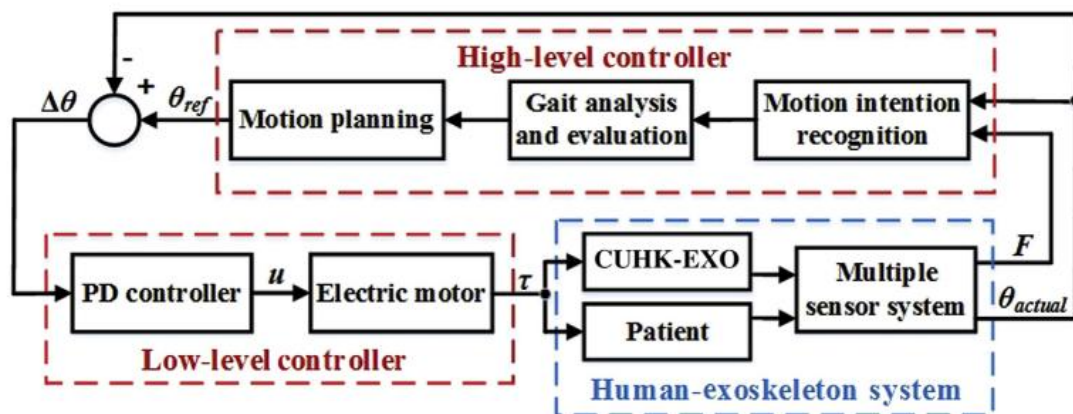 -
+
High-level controller
Δθ
θref
Motion planning
Gait analysis
and evaluation
Motion intention
recognition
PD controller
u
Electric motor
τ
CUHK-EXO
Patient
Multiple
sensor system
F
θactual
Low-level controller
Human-exoskeleton system